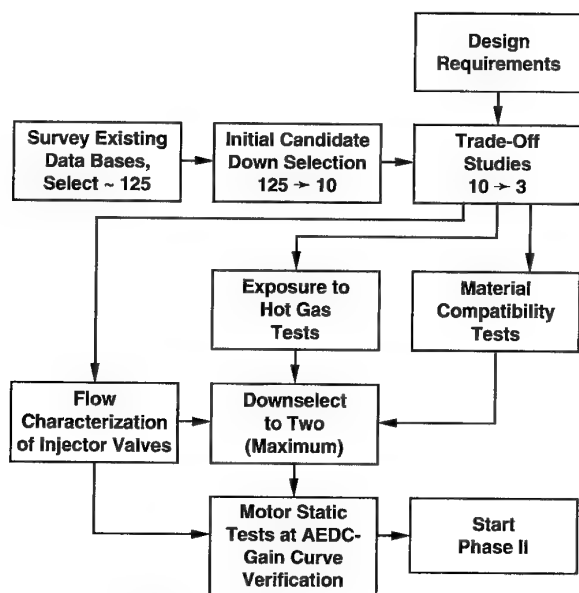 Design
Requirements
Survey Existing
Data Bases,
Select ~ 125
Initial Candidate
Down Selection
125 → 10
Trade-Off
Studies
10 → 3
Exposure to
Hot Gas
Tests
Material
Compatibility
Tests
Flow
Characterization
of Injector Valves
Downselect
to Two
(Maximum)
Motor Static
Tests at AEDC-
Gain Curve
Verification
Start
Phase II